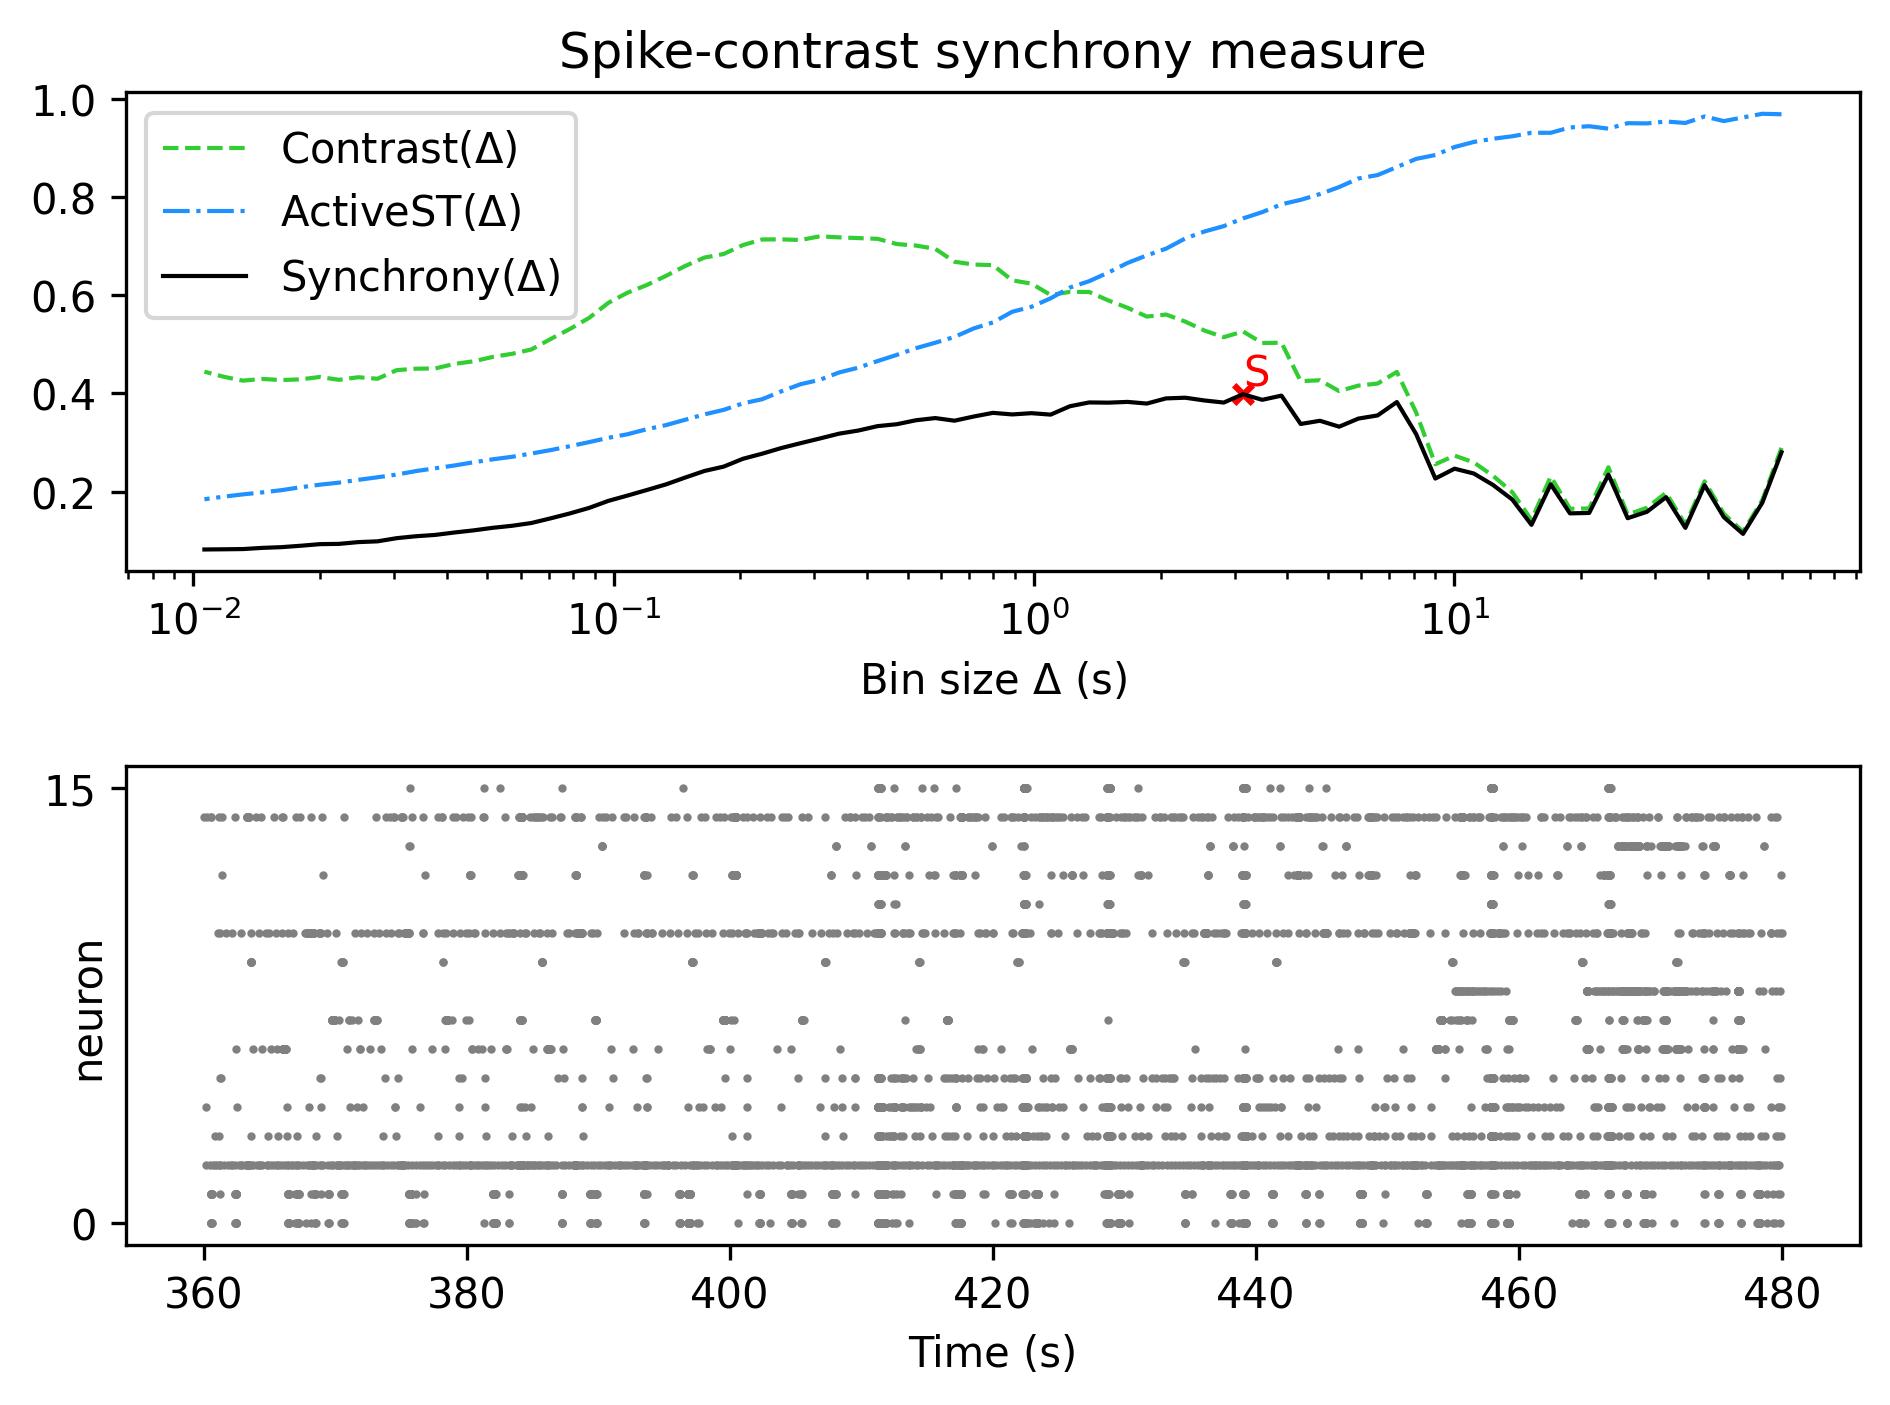 Spike-contrast synchrony measure
1.0
0.8
0.6
0.4
0.2
Contrast(Δ)
ActiveST(Δ)
Synchrony(Δ)
S
10⁻² 10⁻¹ 10⁰ 10¹
Bin size Δ (s)
15
0
neuron
360 380 400 420 440 460 480
Time (s)